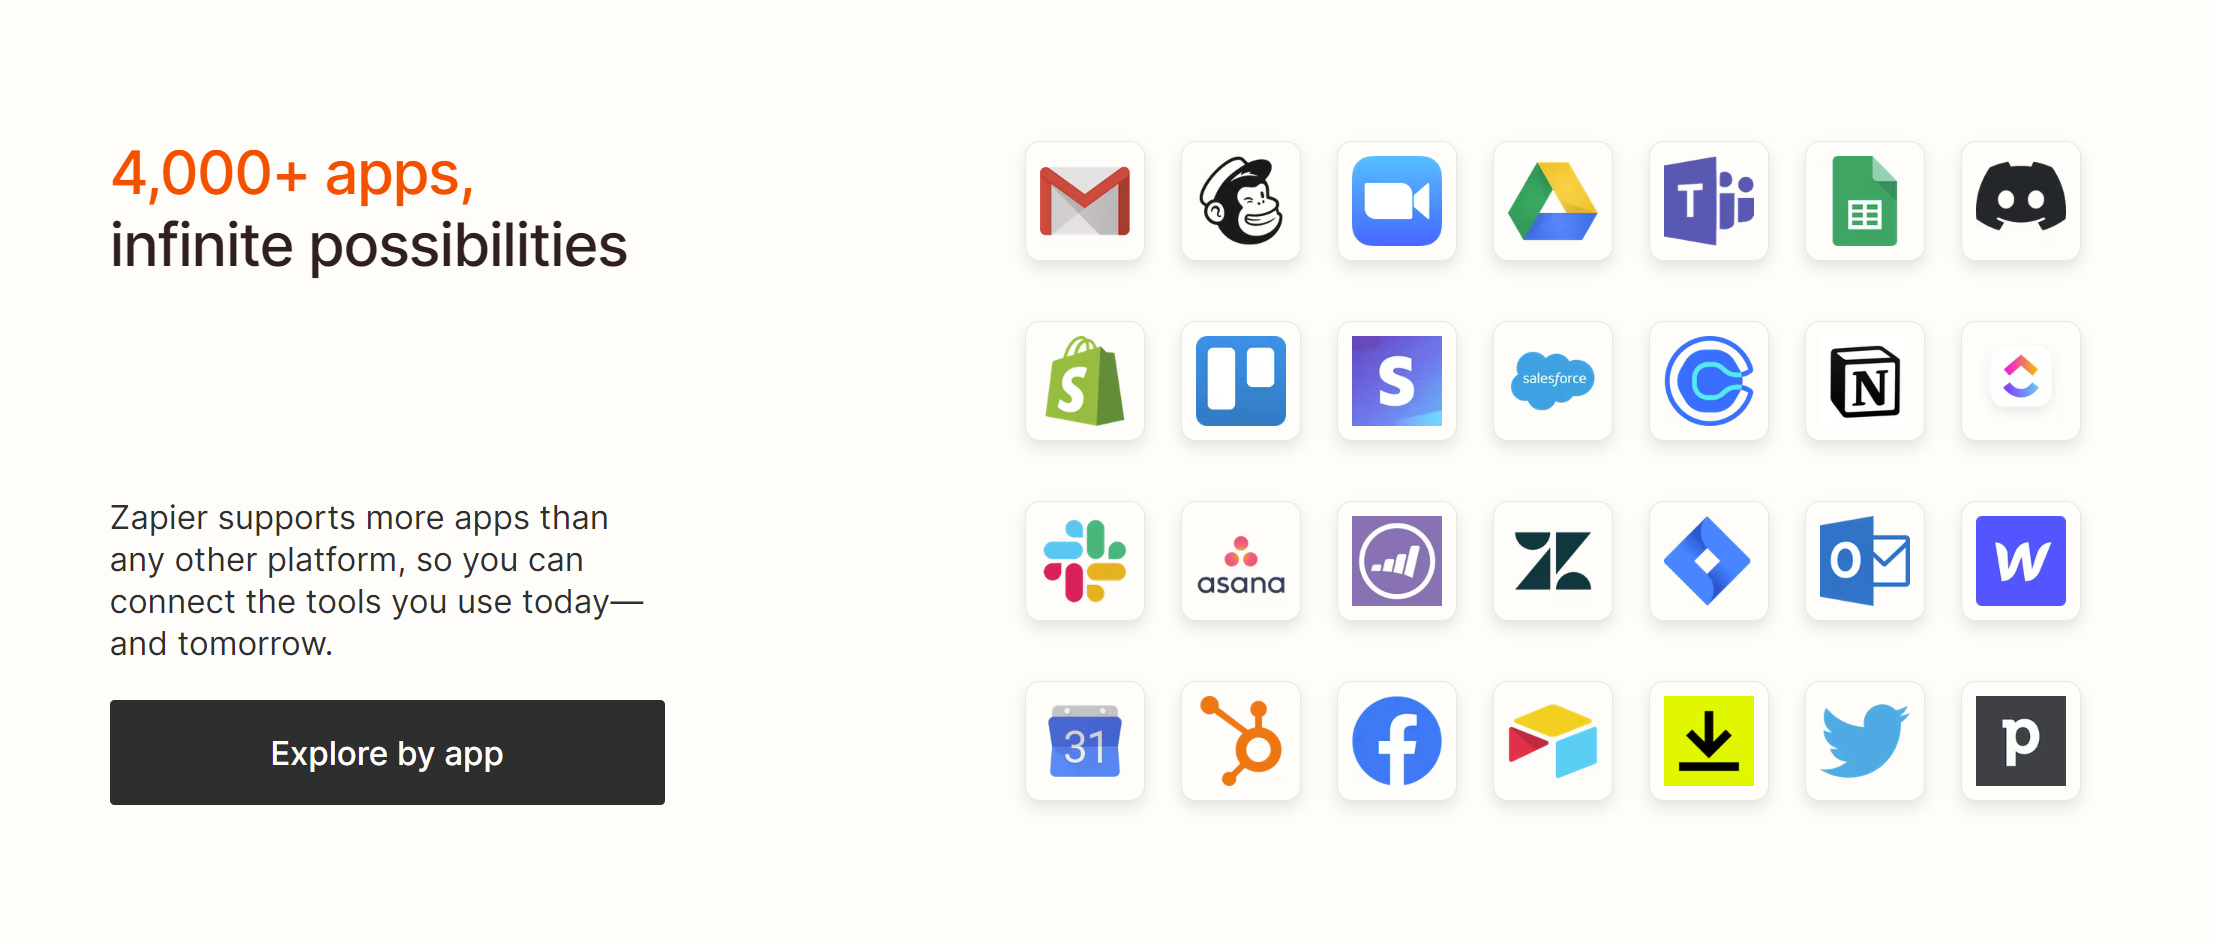 4,000+ apps,
infinite possibilities
Zapier supports more apps than
any other platform, so you can
connect the tools you use today—
and tomorrow.
Explore by app
T
S
S
salesforce
N
asana
O
w
31
f
p